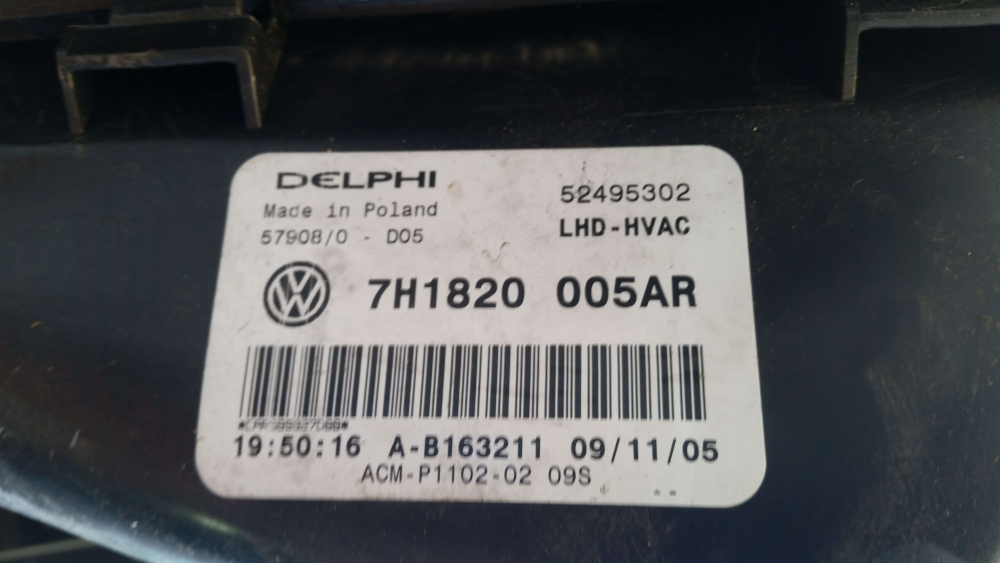 DELPHI
Made in Poland
57908/0 - D05
52495302
LHD-HVAC
7H1820 005AR
19:50:16 A-B163211 09/11/05
ACM-P1102-02 09S